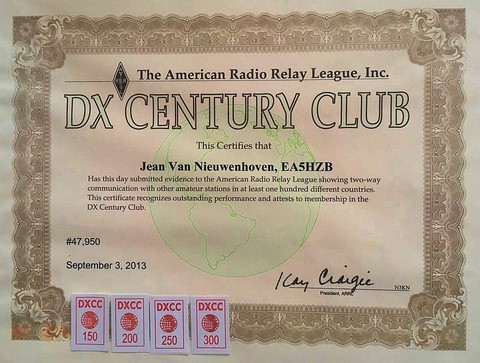 The American Radio Relay League, Inc.
DX CENTURY CLUB
This Certifies that
Jean Van Nieuwenhoven, EA5HZB
Has this day submitted evidence to the American Radio Relay League showing two-way
communication with other amateur stations in at least one hundred different countries.
This certificate recognizes outstanding performance and attests to membership in the
DX Century Club.
#47,950
September 3, 2013
Kay Craigie
N3KN
President, ARRL
DXCC DXCC DXCC DXCC
150 200 250 300